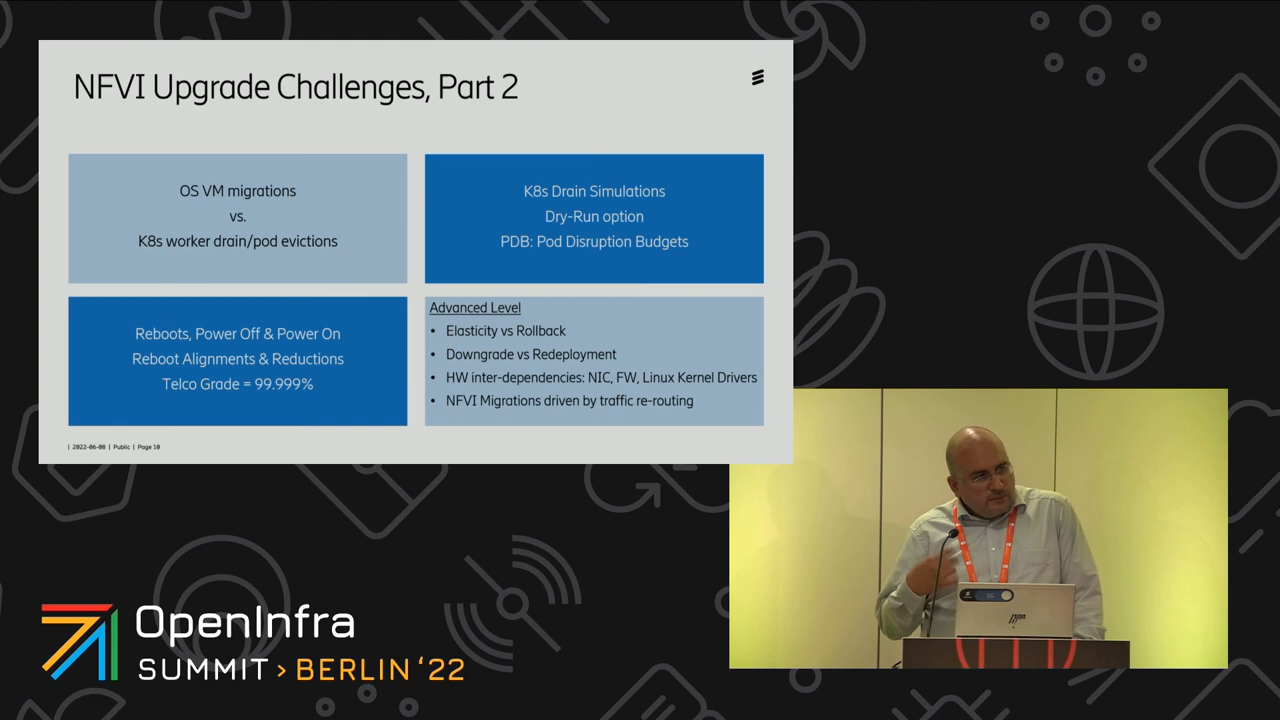 NFVI Upgrade Challenges, Part 2
OS VM migrations
vs.
K8s worker drain/pod evictions
K8s Drain Simulations
Dry-Run option
PDB: Pod Disruption Budgets
Reboots, Power Off & Power On
Reboot Alignments & Reductions
Telco Grade = 99.999%
Advanced Level
• Elasticity vs Rollback
• Downgrade vs Redeployment
• HW inter-dependencies: NIC, FW, Linux Kernel Drivers
• NFVI Migrations driven by traffic re-routing
| 2022-06-08 | Public | Page 10
5G
OpenInfra
SUMMIT > BERLIN '22